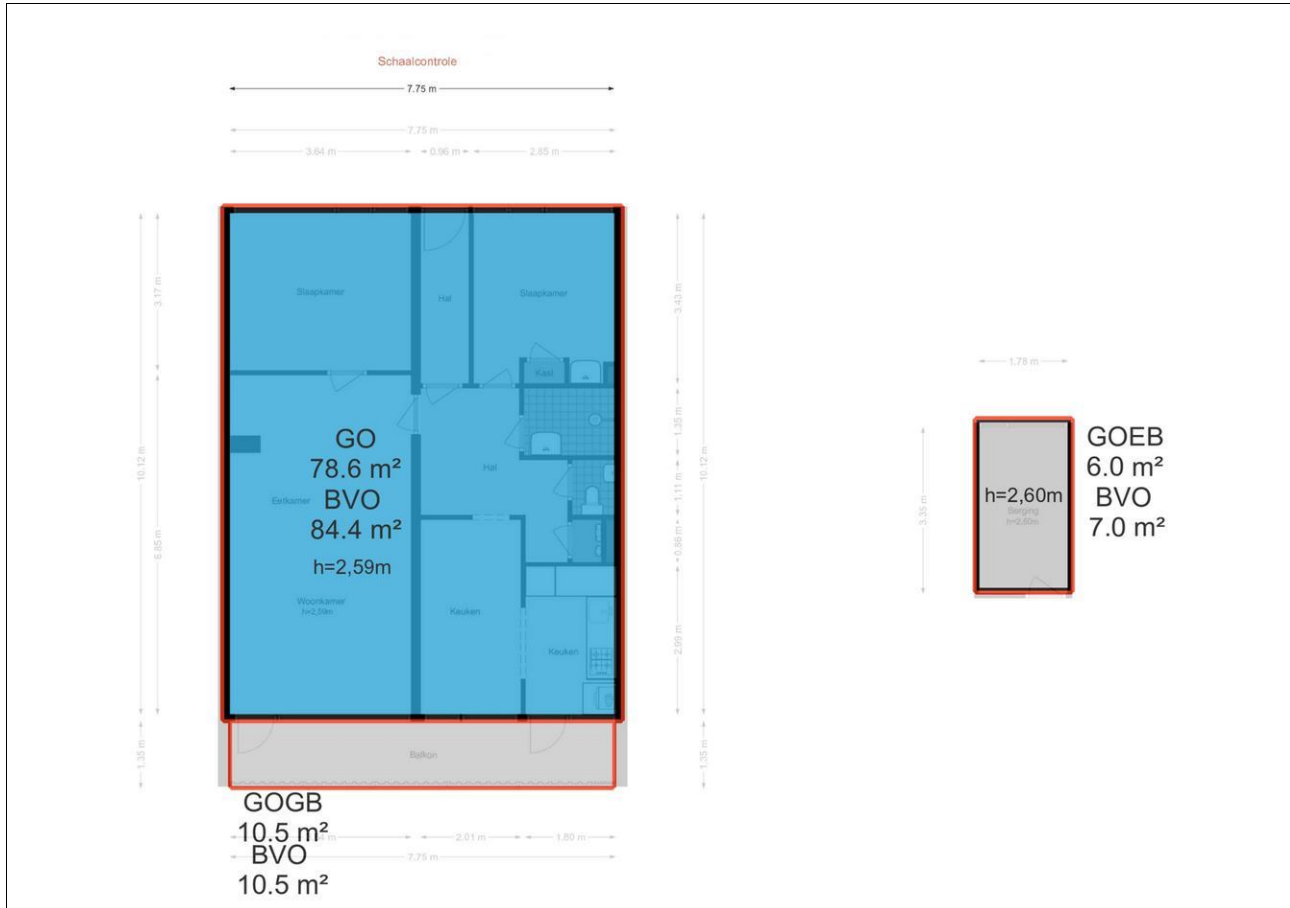 Schaalcontrole
7.75 m
7.75 m
3.64 m
0.96 m
2.85 m
3.17 m
6.85 m
10.12 m
1.35 m
Slaapkamer
Hal
Slaapkamer
Kast
GO
78.6 m²
BVO
84.4 m²
h=2,59m
Eetkamer
Hal
Woonkamer
h=2,59m
Keuken
Keuken
Balkon
3.43 m
1.35 m
1.11 m
0.86 m
2.99 m
10.12 m
1.35 m
GOGB
10.5 m²
BVO
10.5 m²
2.01 m
1.80 m
7.75 m
1.78 m
3.35 m
h=2,60m
Berging
h=2,60m
GOEB
6.0 m²
BVO
7.0 m²